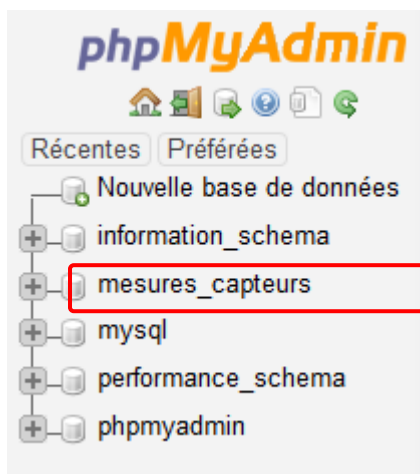 phpMyAdmin
Récentes Préférées
Nouvelle base de données
information_schema
mesures_capteurs
mysql
performance_schema
phpmyadmin